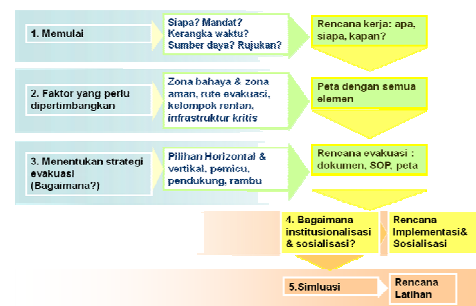 1. Memulai
Siapa? Mandat?
Kerangka waktu?
Sumber daya? Rujukan?
Rencana kerja: apa,
siapa, kapan?
2. Faktor yang perlu
dipertimbangkan
Zona bahaya & zona
aman, rute evakuasi,
kelompok rentan,
infrastruktur kritis
Peta dengan semua
elemen
3. Menentukan strategi
evakuasi
(Bagaimana?)
Pilihan Horizontal &
vertikal, pemicu,
pendukung, rambu
Rencana evakuasi :
dokumen, SOP, peta
4. Bagaimana
institusionalisasi
& sosialisasi?
Rencana
Implementasi&
Sosialisasi
5.Simluasi
Rencana
Latihan